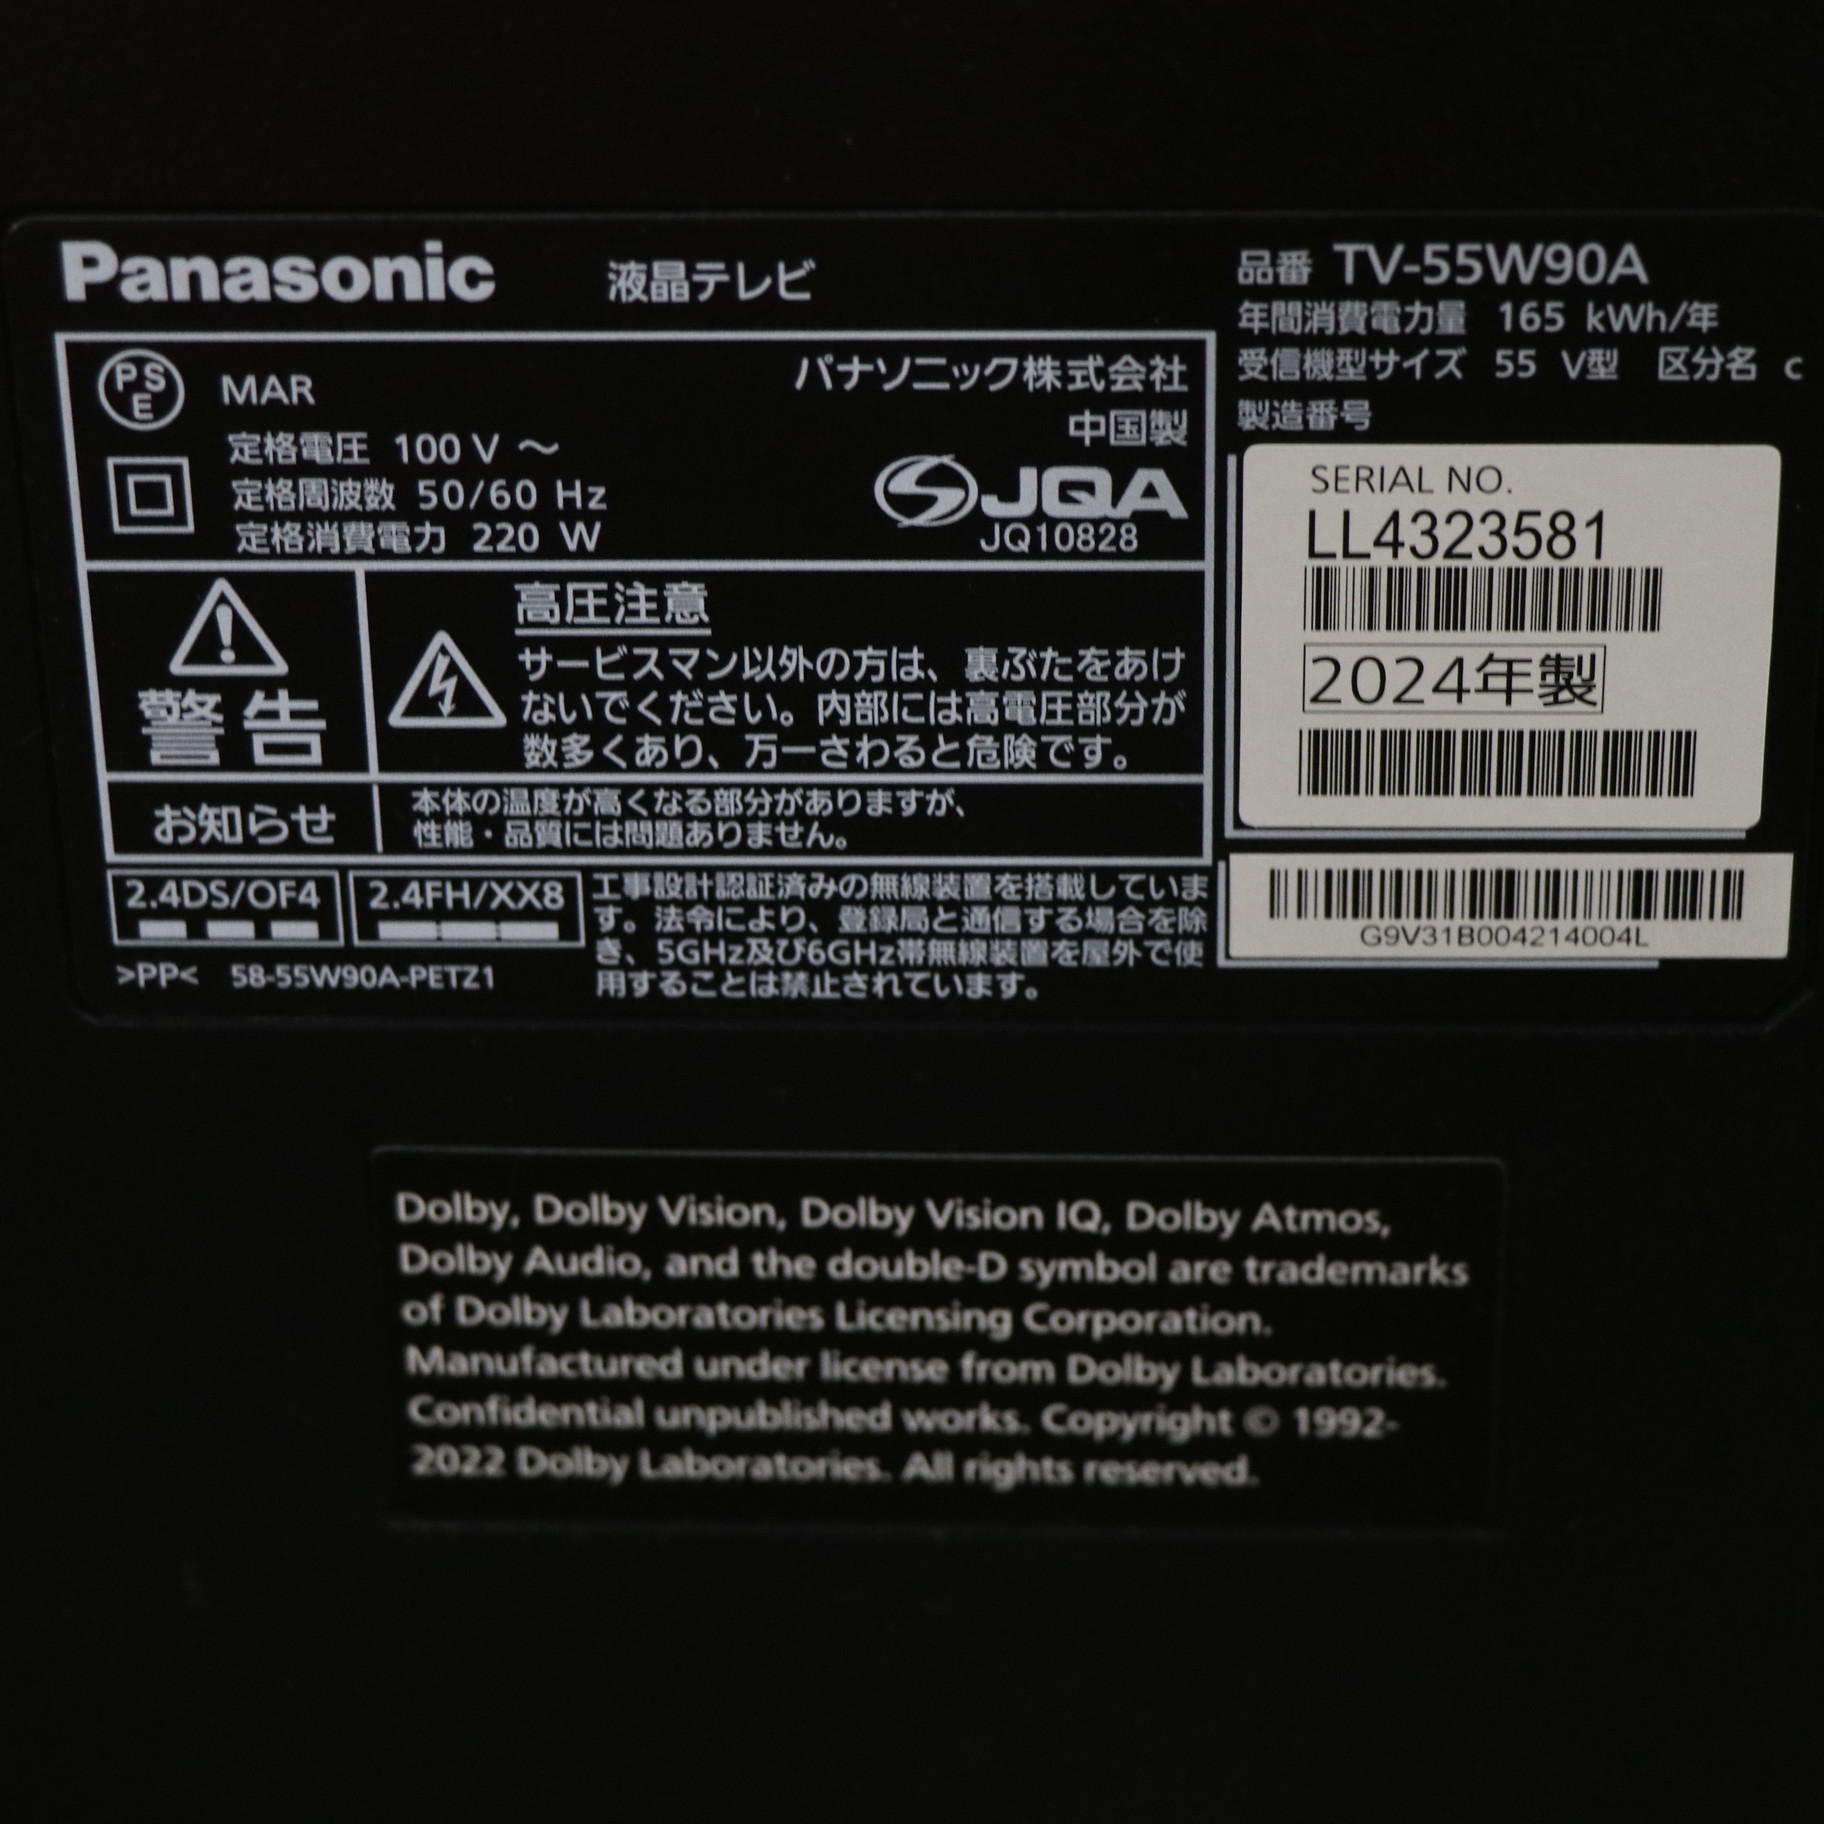 Panasonic 液晶テレビ
品番 TV-55W90A
年間消費電力量 165 kWh/年
受信機型サイズ 55 V型 区分名 c
製造番号
PS
E
MAR
パナソニック株式会社
中国製
定格電圧 100 V ～
定格周波数 50/60 Hz
定格消費電力 220 W
JQA
JQ10828
SERIAL NO.
LL4323581
2024年製
G9V31B004214004L
警告
高圧注意
サービスマン以外の方は、裏ぶたをあけ
ないでください。内部には高電圧部分が
数多くあり、万一さわると危険です。
お知らせ
本体の温度が高くなる部分がありますが、
性能・品質には問題ありません。
2.4DS/OF4
2.4FH/XX8
工事設計認証済みの無線装置を搭載していま
す。法令により、登録局と通信する場合を除
き、5GHz及び6GHz帯無線装置を屋外で使
用することは禁止されています。
>PP< 58-55W90A-PETZ1
Dolby, Dolby Vision, Dolby Vision IQ, Dolby Atmos,
Dolby Audio, and the double-D symbol are trademarks
of Dolby Laboratories Licensing Corporation.
Manufactured under license from Dolby Laboratories.
Confidential unpublished works. Copyright © 1992-
2022 Dolby Laboratories. All rights reserved.